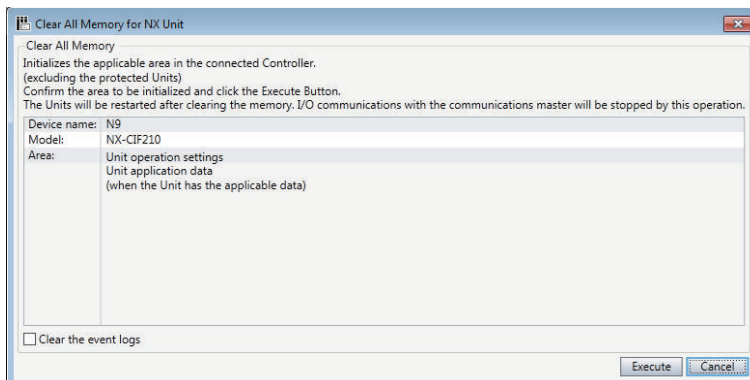 Clear All Memory for NX Unit
Clear All Memory
Initializes the applicable area in the connected Controller.
(excluding the protected Units)
Confirm the area to be initialized and click the Execute Button.
The Units will be restarted after clearing the memory. I/O communications with the communications master will be stopped by this operation.
Device name: N9
Model: NX-CIF210
Area: Unit operation settings
Unit application data
(when the Unit has the applicable data)
Clear the event logs
Execute Cancel